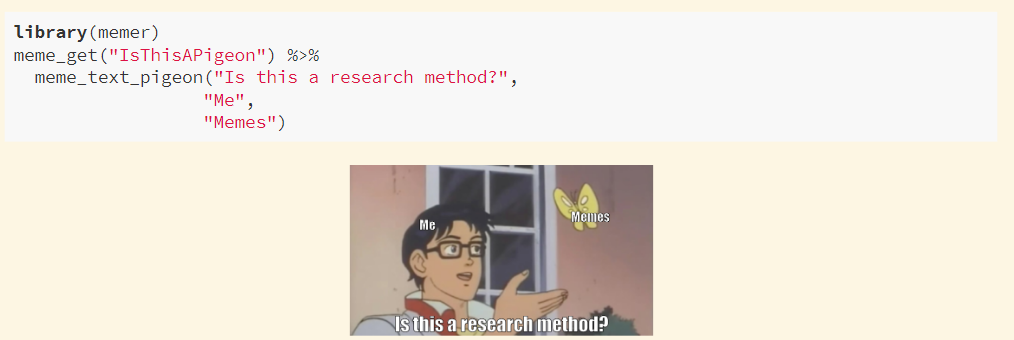 library(memer)
meme_get("IsThisAPigeon") %>%
  meme_text_pigeon("Is this a research method?",
                   "Me",
                   "Memes")
Me
Memes
Is this a research method?